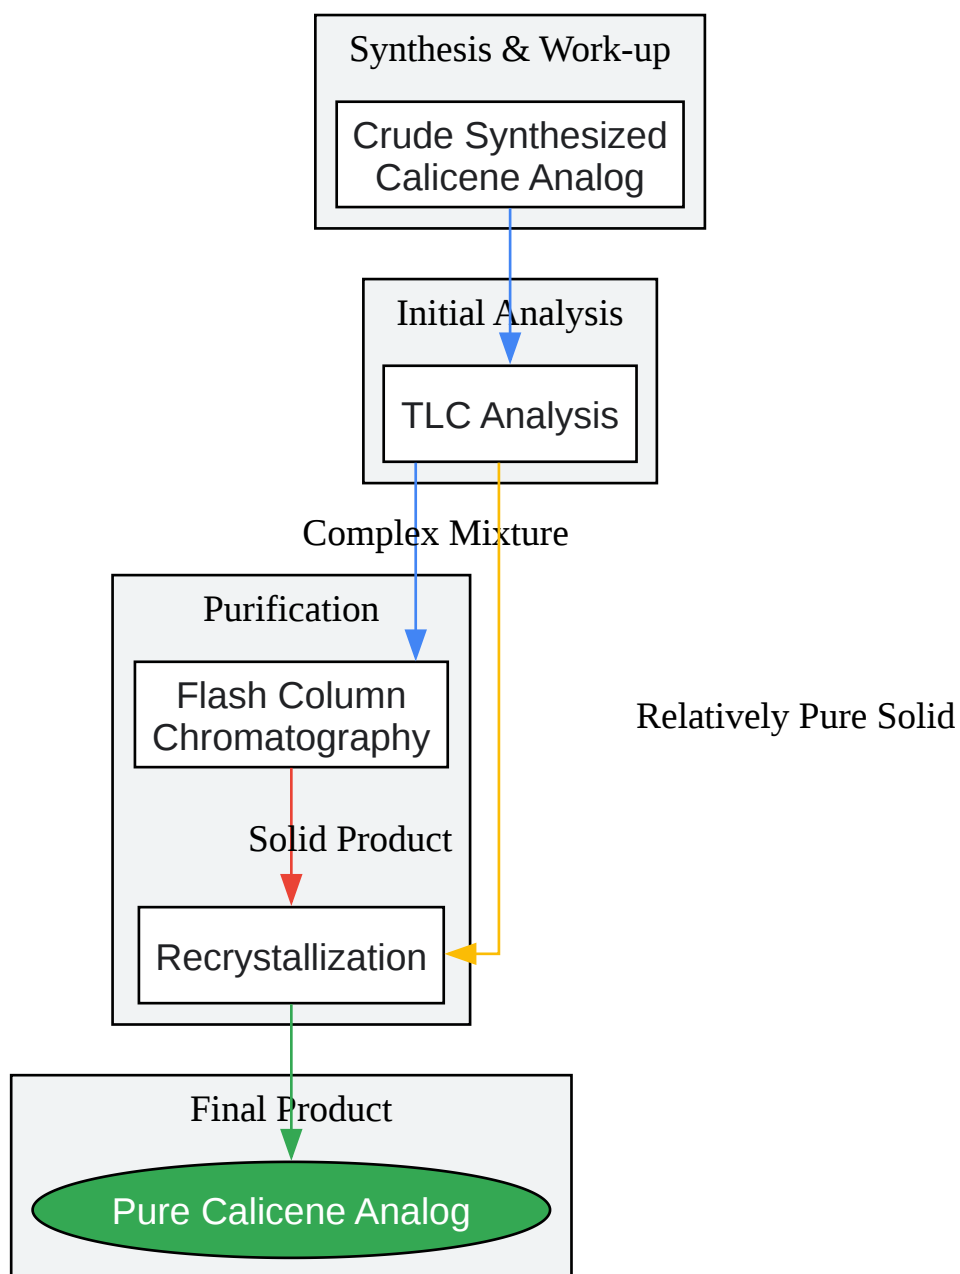 Synthesis & Work-up
Crude Synthesized
Calicene Analog
Initial Analysis
TLC Analysis
Complex Mixture
Purification
Flash Column
Chromatography
Relatively Pure Solid
Solid Product
Recrystallization
Final Product
Pure Calicene Analog